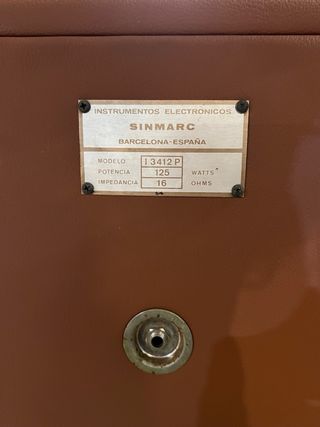 INSTRUMENTOS ELECTRONICOS
SINMARC
BARCELONA-ESPAÑA
MODELO I 3412 P
POTENCIA 125 WATTS
IMPEDANCIA 16 OHMS